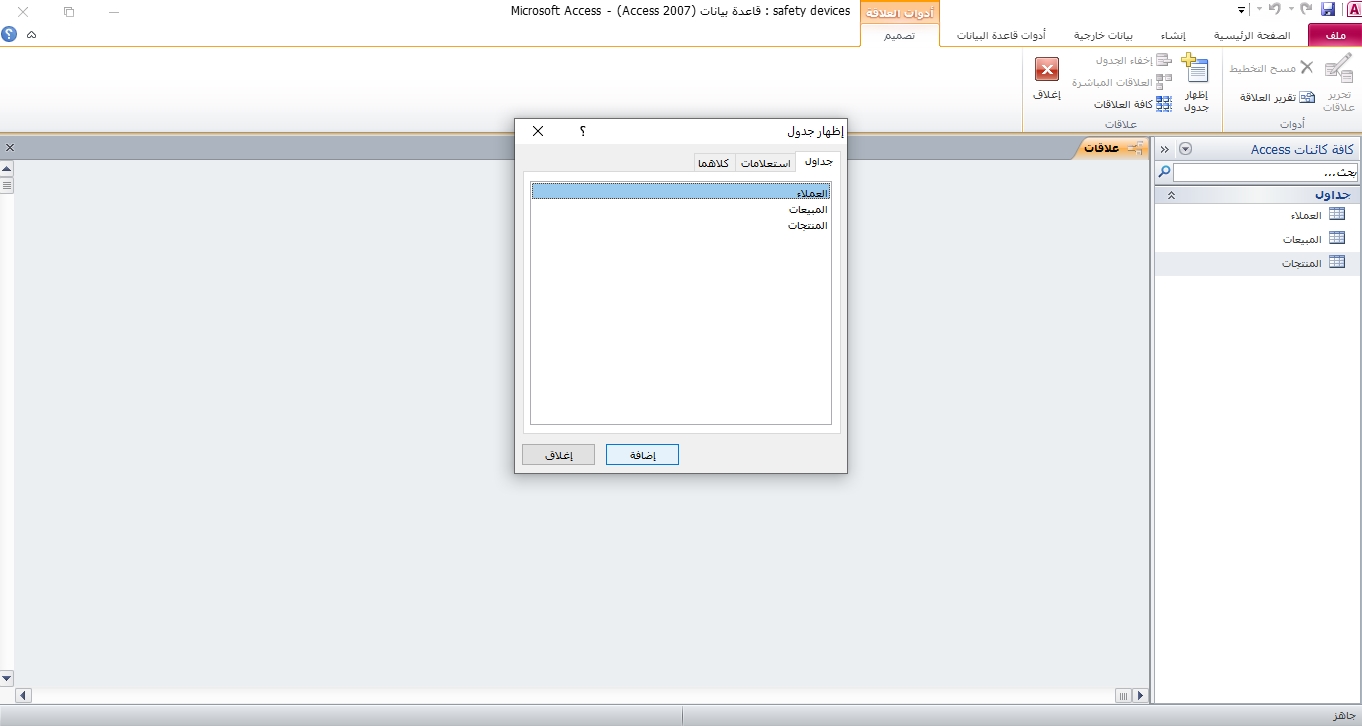 أدوات العلاقة
safety devices : قاعدة بيانات (Access 2007) - Microsoft Access
ملف
الصفحة الرئيسية
إنشاء
بيانات خارجية
أدوات قاعدة البيانات
تصميم
تحرير علاقات
مسح التخطيط
تقرير العلاقة
أدوات
إظهار جدول
إخفاء الجدول
العلاقات المباشرة
كافة العلاقات
علاقات
إغلاق
كافة كائنات Access
بحث...
جداول
العملاء
المبيعات
المنتجات
علاقات
إظهار جدول
جداول
استعلامات
كلاهما
العملاء
المبيعات
المنتجات
إضافة
إغلاق
جاهز